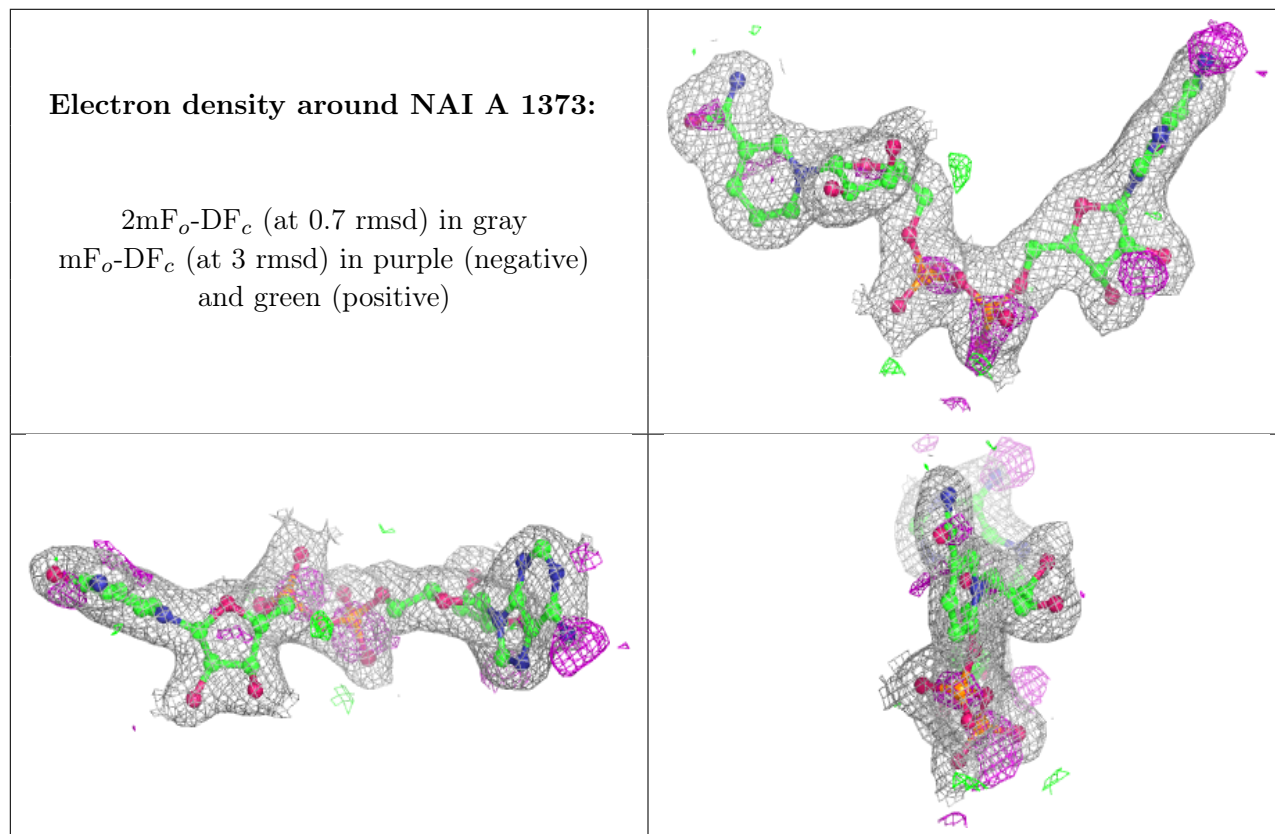 Electron density around NAI A 1373:
2mFo-DFc (at 0.7 rmsd) in gray
mFo-DFc (at 3 rmsd) in purple (negative)
and green (positive)